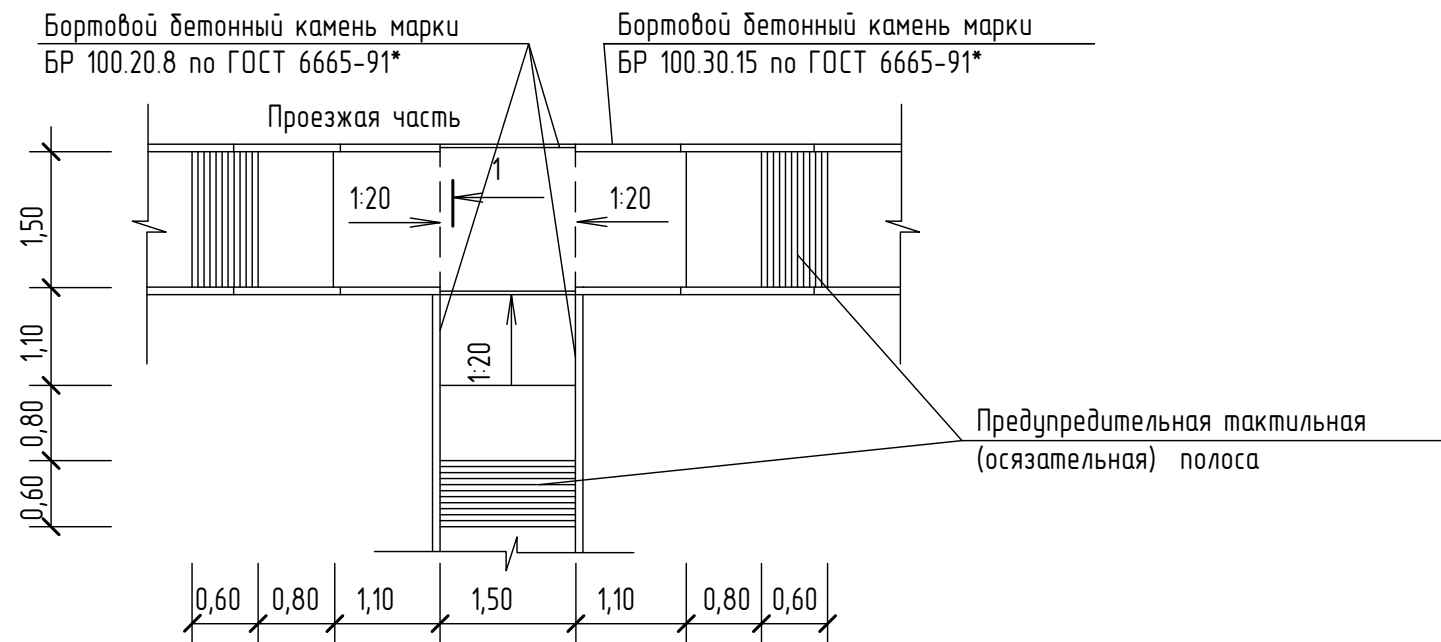 Бортовой бетонный камень марки
БР 100.20.8 по ГОСТ 6665-91*
Бортовой бетонный камень марки
БР 100.30.15 по ГОСТ 6665-91*
Проезжая часть
1
1:20
1:20
1,50
1,10
1:20
0,80
0,60
Предупредительная тактильная
(осязательная) полоса
0,60 0,80 1,10 1,50 1,10 0,80 0,60